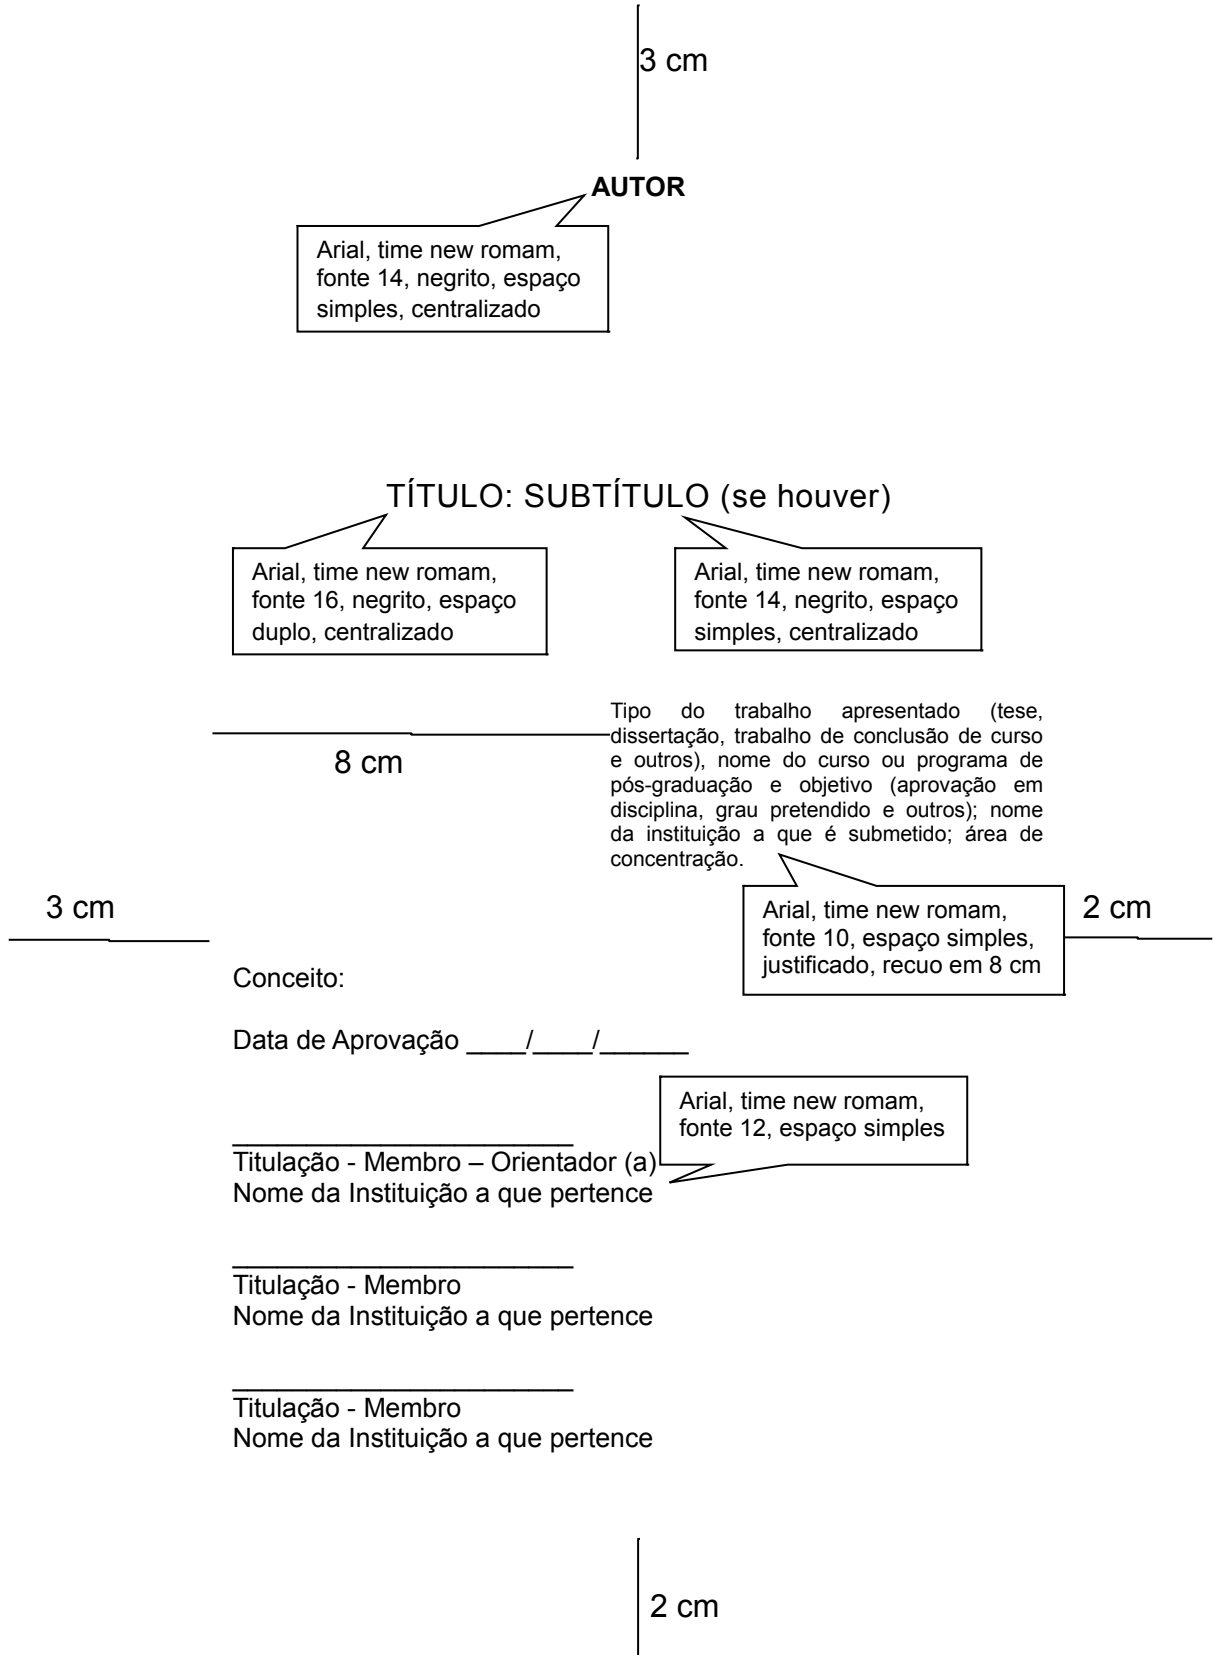 3 cm
AUTOR
Arial, time new romam,
fonte 14, negrito, espaço
simples, centralizado
TÍTULO: SUBTÍTULO (se houver)
Arial, time new romam,
fonte 16, negrito, espaço
duplo, centralizado
Arial, time new romam,
fonte 14, negrito, espaço
simples, centralizado
Tipo do trabalho apresentado (tese,
dissertação, trabalho de conclusão de curso
e outros), nome do curso ou programa de
pós-graduação e objetivo (aprovação em
disciplina, grau pretendido e outros); nome
da instituição a que é submetido; área de
concentração.
8 cm
3 cm
Arial, time new romam,
fonte 10, espaço simples,
justificado, recuo em 8 cm
2 cm
Conceito:
Data de Aprovação ____/____/______
Arial, time new romam,
fonte 12, espaço simples
_______________________
Titulação - Membro – Orientador (a)
Nome da Instituição a que pertence
_______________________
Titulação - Membro
Nome da Instituição a que pertence
_______________________
Titulação - Membro
Nome da Instituição a que pertence
2 cm